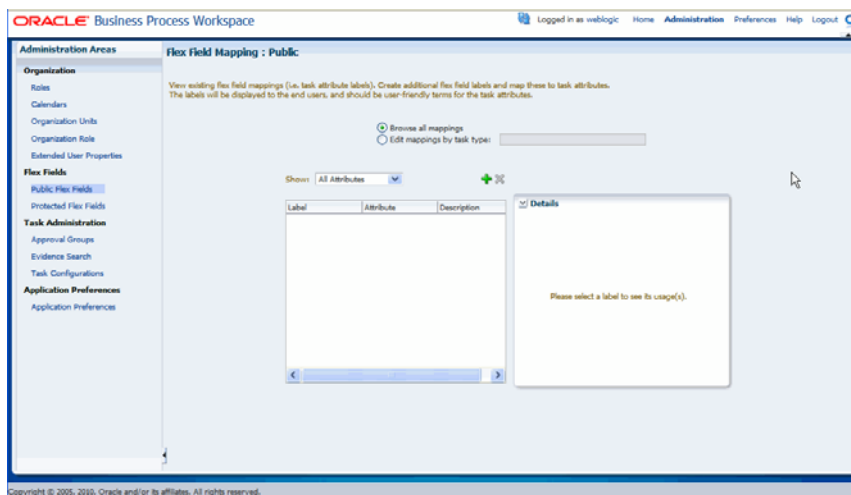 ORACLE Business Process Workspace
Logged in as weblogic Home Administration Preferences Help Logout
Administration Areas
Organization
Roles
Calendars
Organization Units
Organization Role
Extended User Properties
Flex Fields
Public Flex Fields
Protected Flex Fields
Task Administration
Approval Groups
Evidence Search
Task Configurations
Application Preferences
Application Preferences
Flex Field Mapping : Public
View existing flex field mappings (i.e. task attribute labels). Create additional flex field labels and map these to task attributes.
The labels will be displayed to the end users, and should be user-friendly terms for the task attributes.
Browse all mappings
Edit mappings by task type:
Show: All Attributes
Label Attribute Description
Details
Please select a label to see its usage(s).
Copyright © 2005, 2010, Oracle and/or its affiliates. All rights reserved.